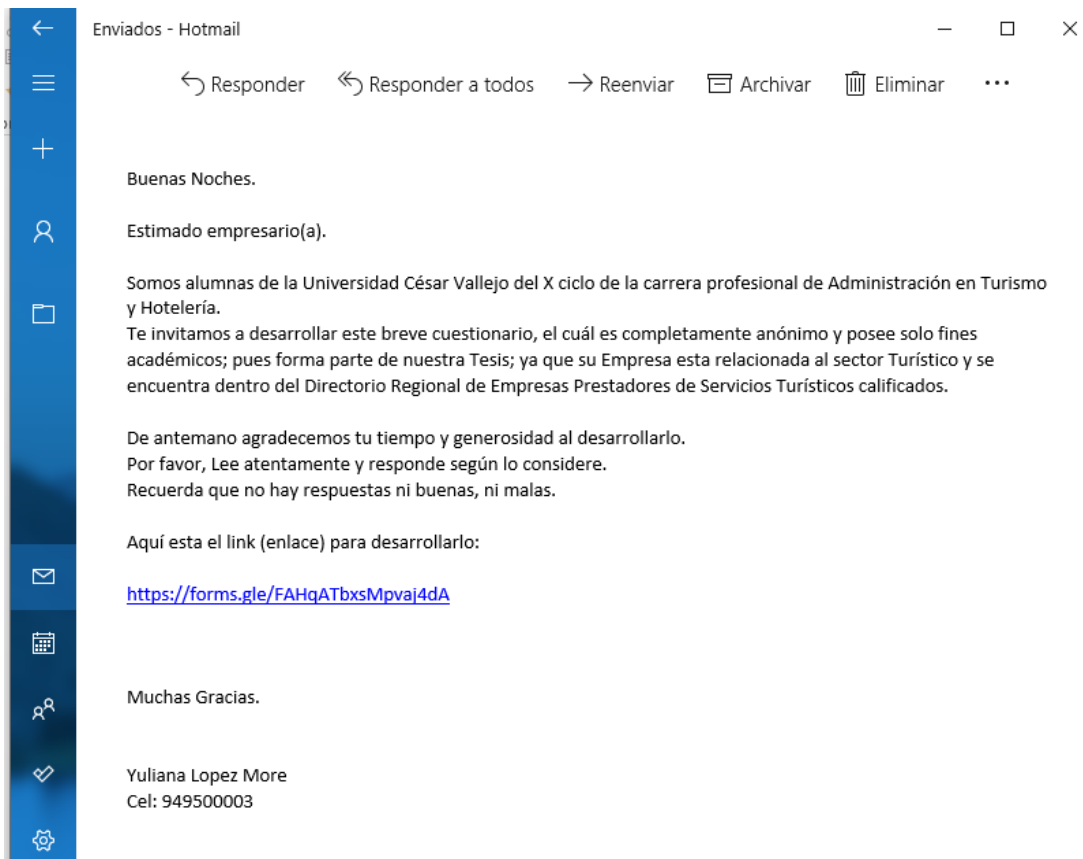 Enviados - Hotmail
Responder
Responder a todos
Reenviar
Archivar
Eliminar
Buenas Noches.
Estimado empresario(a).
Somos alumnas de la Universidad César Vallejo del X ciclo de la carrera profesional de Administración en Turismo
y Hotelería.
Te invitamos a desarrollar este breve cuestionario, el cuál es completamente anónimo y posee solo fines
académicos; pues forma parte de nuestra Tesis; ya que su Empresa esta relacionada al sector Turístico y se
encuentra dentro del Directorio Regional de Empresas Prestadores de Servicios Turísticos calificados.
De antemano agradecemos tu tiempo y generosidad al desarrollarlo.
Por favor, Lee atentamente y responde según lo considere.
Recuerda que no hay respuestas ni buenas, ni malas.
Aquí esta el link (enlace) para desarrollarlo:
https://forms.gle/FAHqATbxsMpvaj4dA
Muchas Gracias.
Yuliana Lopez More
Cel: 949500003